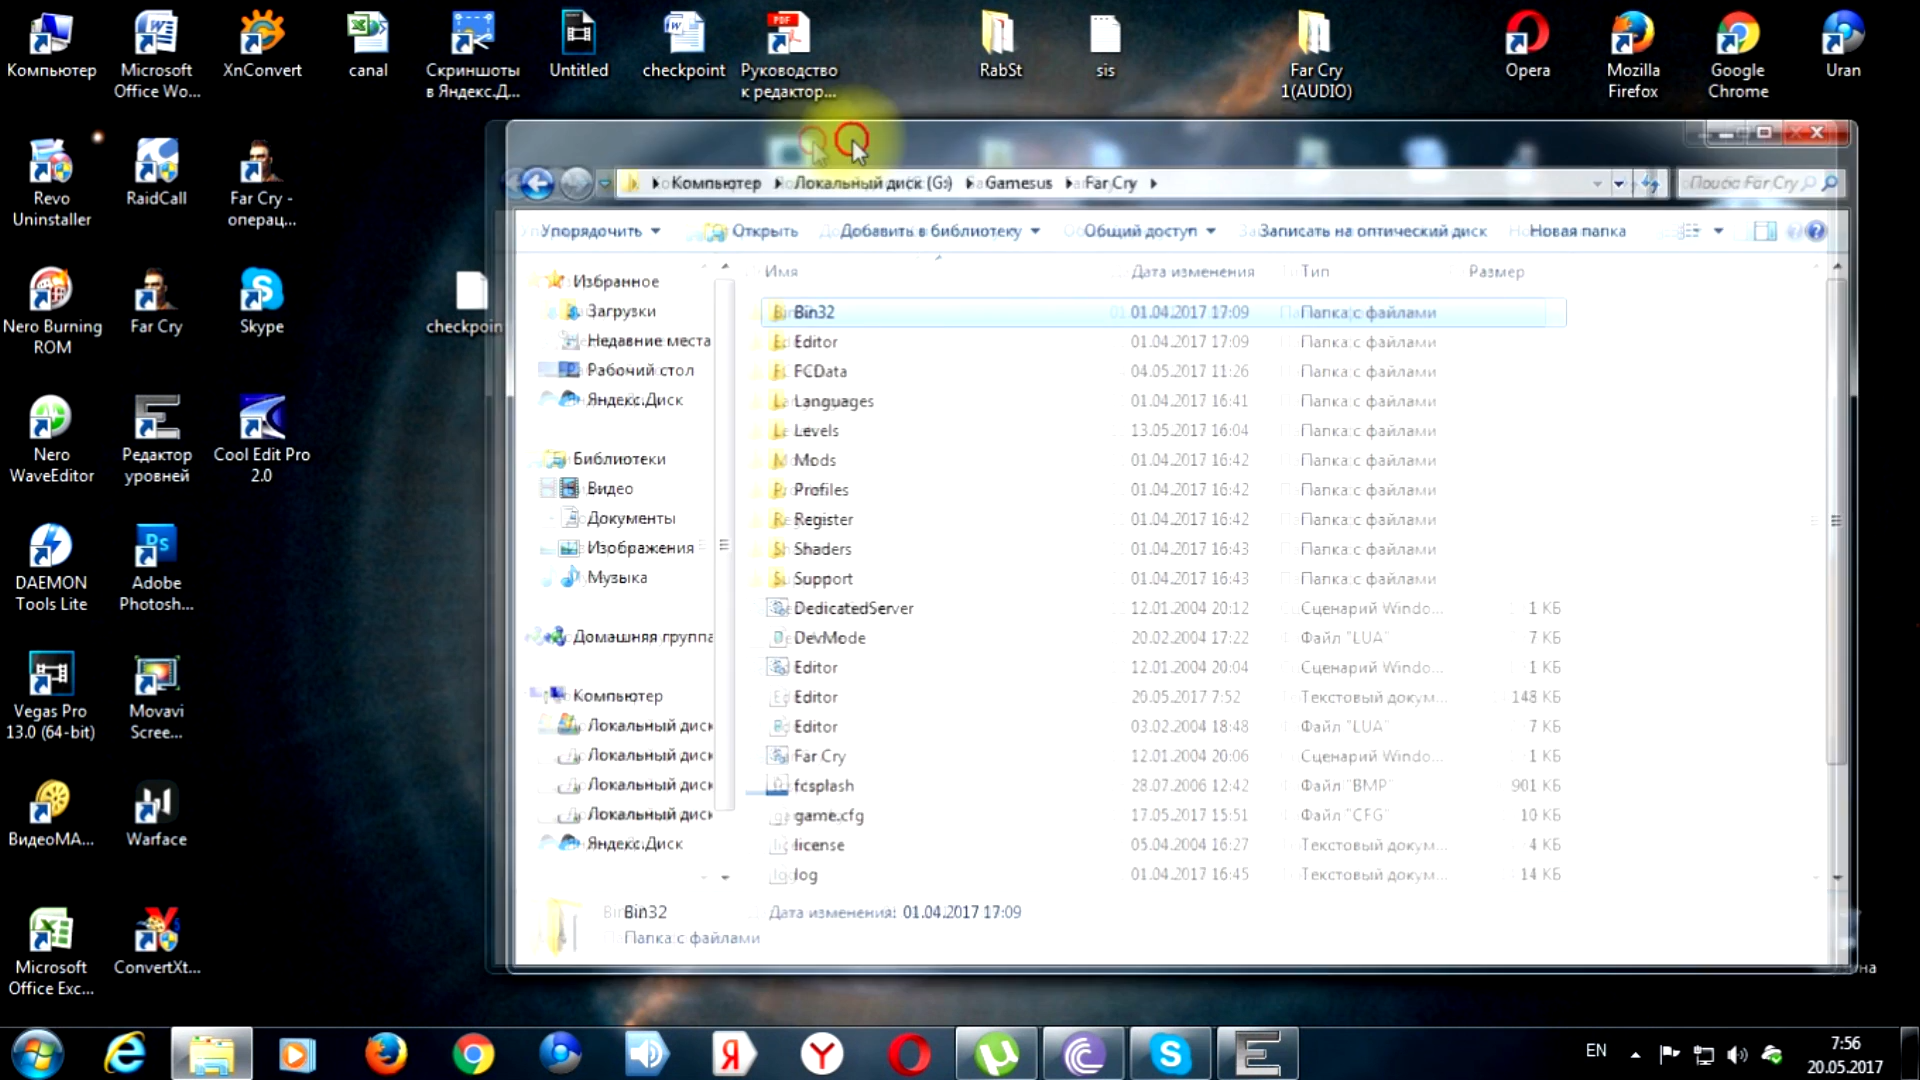 Компьютер
Microsoft
Office Wo...
XnConvert
canal
Скриншоты
в Яндекс.Д...
Untitled
checkpoint
PDF
Руководство
к редактор...
RabSt
sis
Far Cry
1(AUDIO)
Opera
Mozilla
Firefox
Google
Chrome
Uran
Revo
Uninstaller
RaidCall
Far Cry -
операц...
Nero Burning
ROM
Far Cry
Skype
checkpoin
Nero
WaveEditor
Редактор
уровней
Cool Edit Pro
2.0
DAEMON
Tools Lite
Ps
Adobe
Photosh...
Vegas Pro
13.0 (64-bit)
Movavi
Scree...
ВидеоМА...
Warface
Microsoft
Office Exc...
ConvertXt...
Компьютер
Локальный диск (G:)
Gamesus
Far Cry
Поиск: Far Cry
Упорядочить
Открыть
Добавить в библиотеку
Общий доступ
Записать на оптический диск
Новая папка
Избранное
Загрузки
Недавние места
Рабочий стол
Яндекс.Диск
Библиотеки
Видео
Документы
Изображения
Музыка
Домашняя группа
Компьютер
Локальный диск
Локальный диск
Локальный диск
Локальный диск
Яндекс.Диск
Имя Дата изменения Тип Размер
Bin32 01.04.2017 17:09 Папка с файлами
Editor 01.04.2017 17:09 Папка с файлами
FCData 04.05.2017 11:26 Папка с файлами
Languages 01.04.2017 16:41 Папка с файлами
Levels 13.05.2017 16:04 Папка с файлами
Mods 01.04.2017 16:42 Папка с файлами
Profiles 01.04.2017 16:42 Папка с файлами
Register 01.04.2017 16:42 Папка с файлами
Shaders 01.04.2017 16:43 Папка с файлами
Support 01.04.2017 16:43 Папка с файлами
DedicatedServer 12.01.2004 20:12 Сценарий Windo... 1 КБ
DevMode 20.02.2004 17:22 Файл "LUA" 7 КБ
Editor 12.01.2004 20:04 Сценарий Windo... 1 КБ
Editor 20.05.2017 7:52 Текстовый докум... 148 КБ
Editor 03.02.2004 18:48 Файл "LUA" 7 КБ
Far Cry 12.01.2004 20:06 Сценарий Windo... 1 КБ
fcsplash 28.07.2006 12:42 Файл "BMP" 901 КБ
game.cfg 17.05.2017 15:51 Файл "CFG" 10 КБ
license 05.04.2004 16:27 Текстовый докум... 4 КБ
log 01.04.2017 16:45 Текстовый докум... 14 КБ
Bin32 Дата изменения: 01.04.2017 17:09
Папка с файлами
EN
7:56
20.05.2017